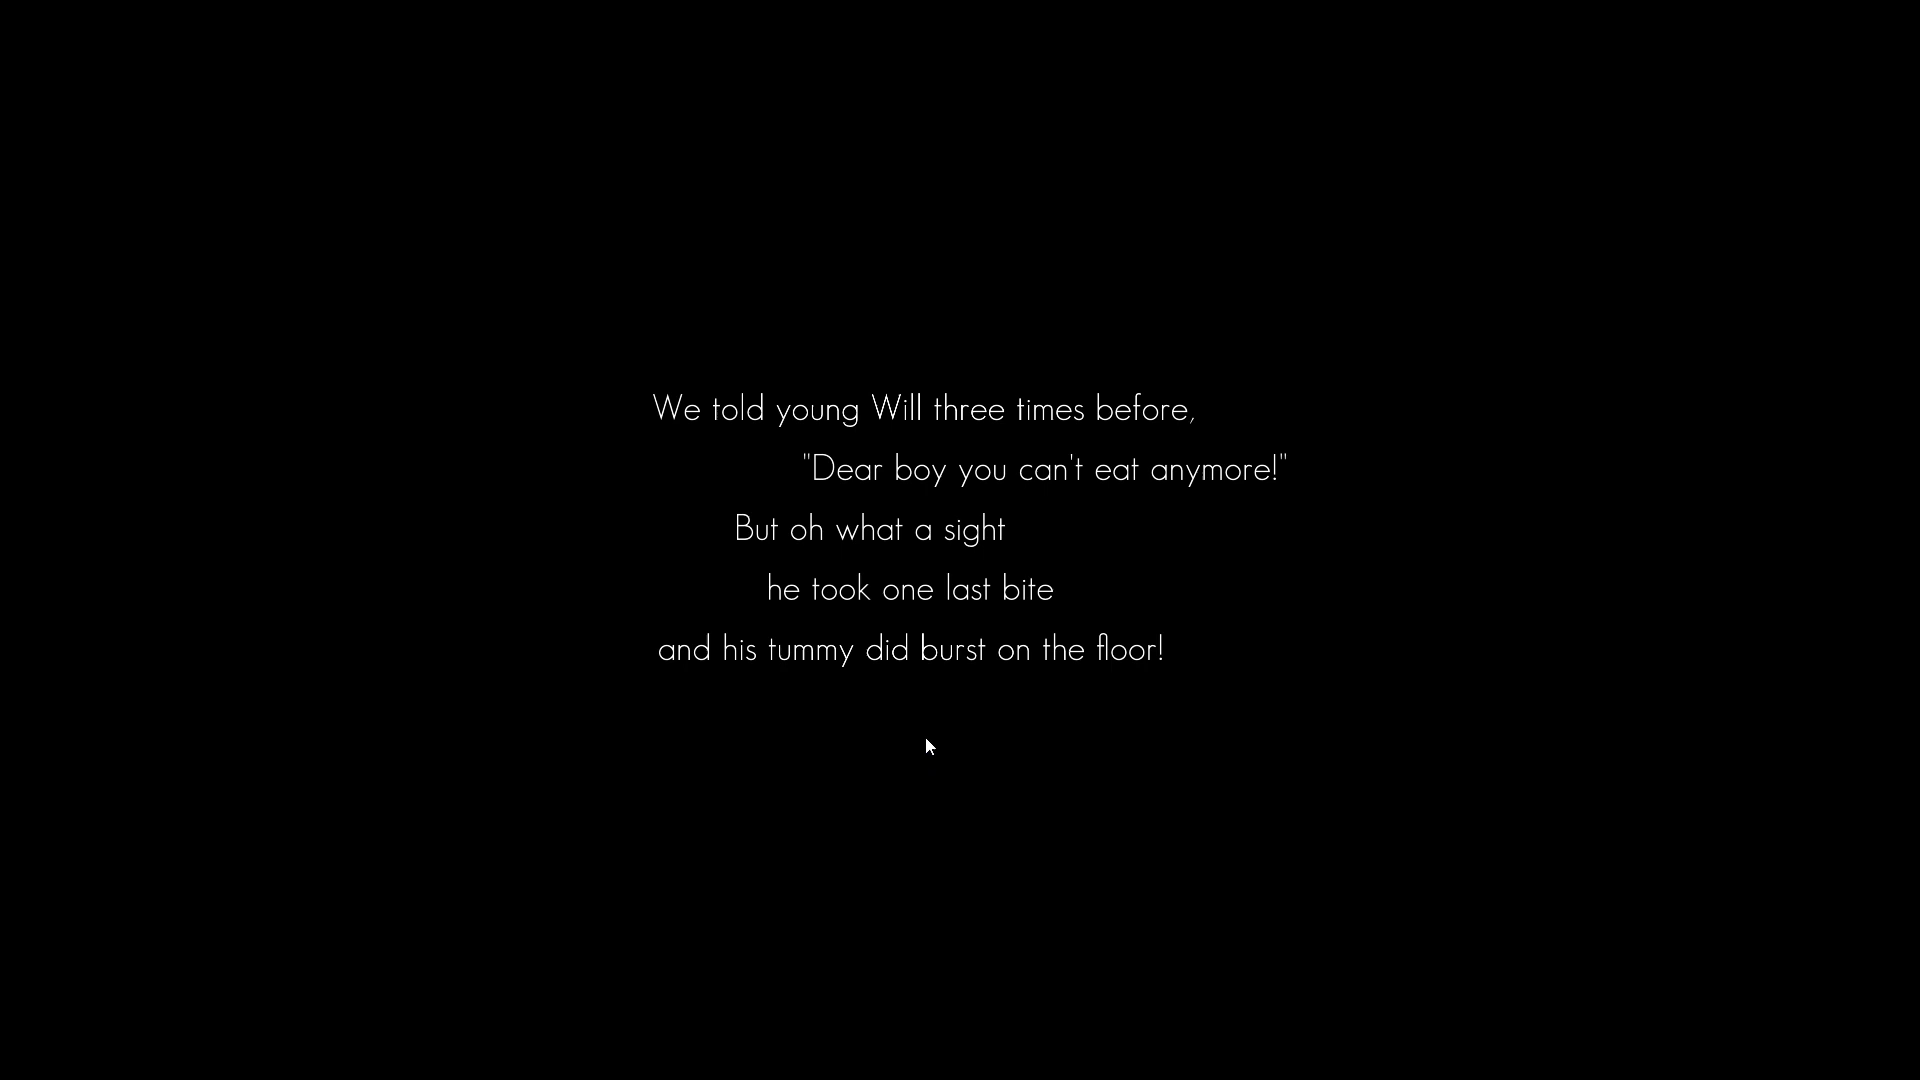 We told young Will three times before,
"Dear boy you can't eat anymore!"
But oh what a sight
he took one last bite
and his tummy did burst on the floor!